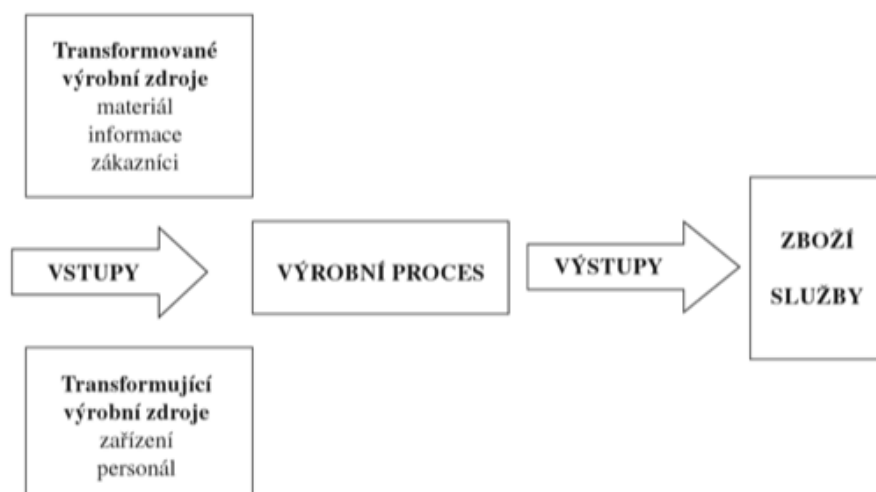 Transformované
výrobní zdroje
materiál
informace
zákazníci
VSTUPY
VÝROBNÍ PROCES
VÝSTUPY
ZBOŽÍ
SLUŽBY
Transformující
výrobní zdroje
zařízení
personál